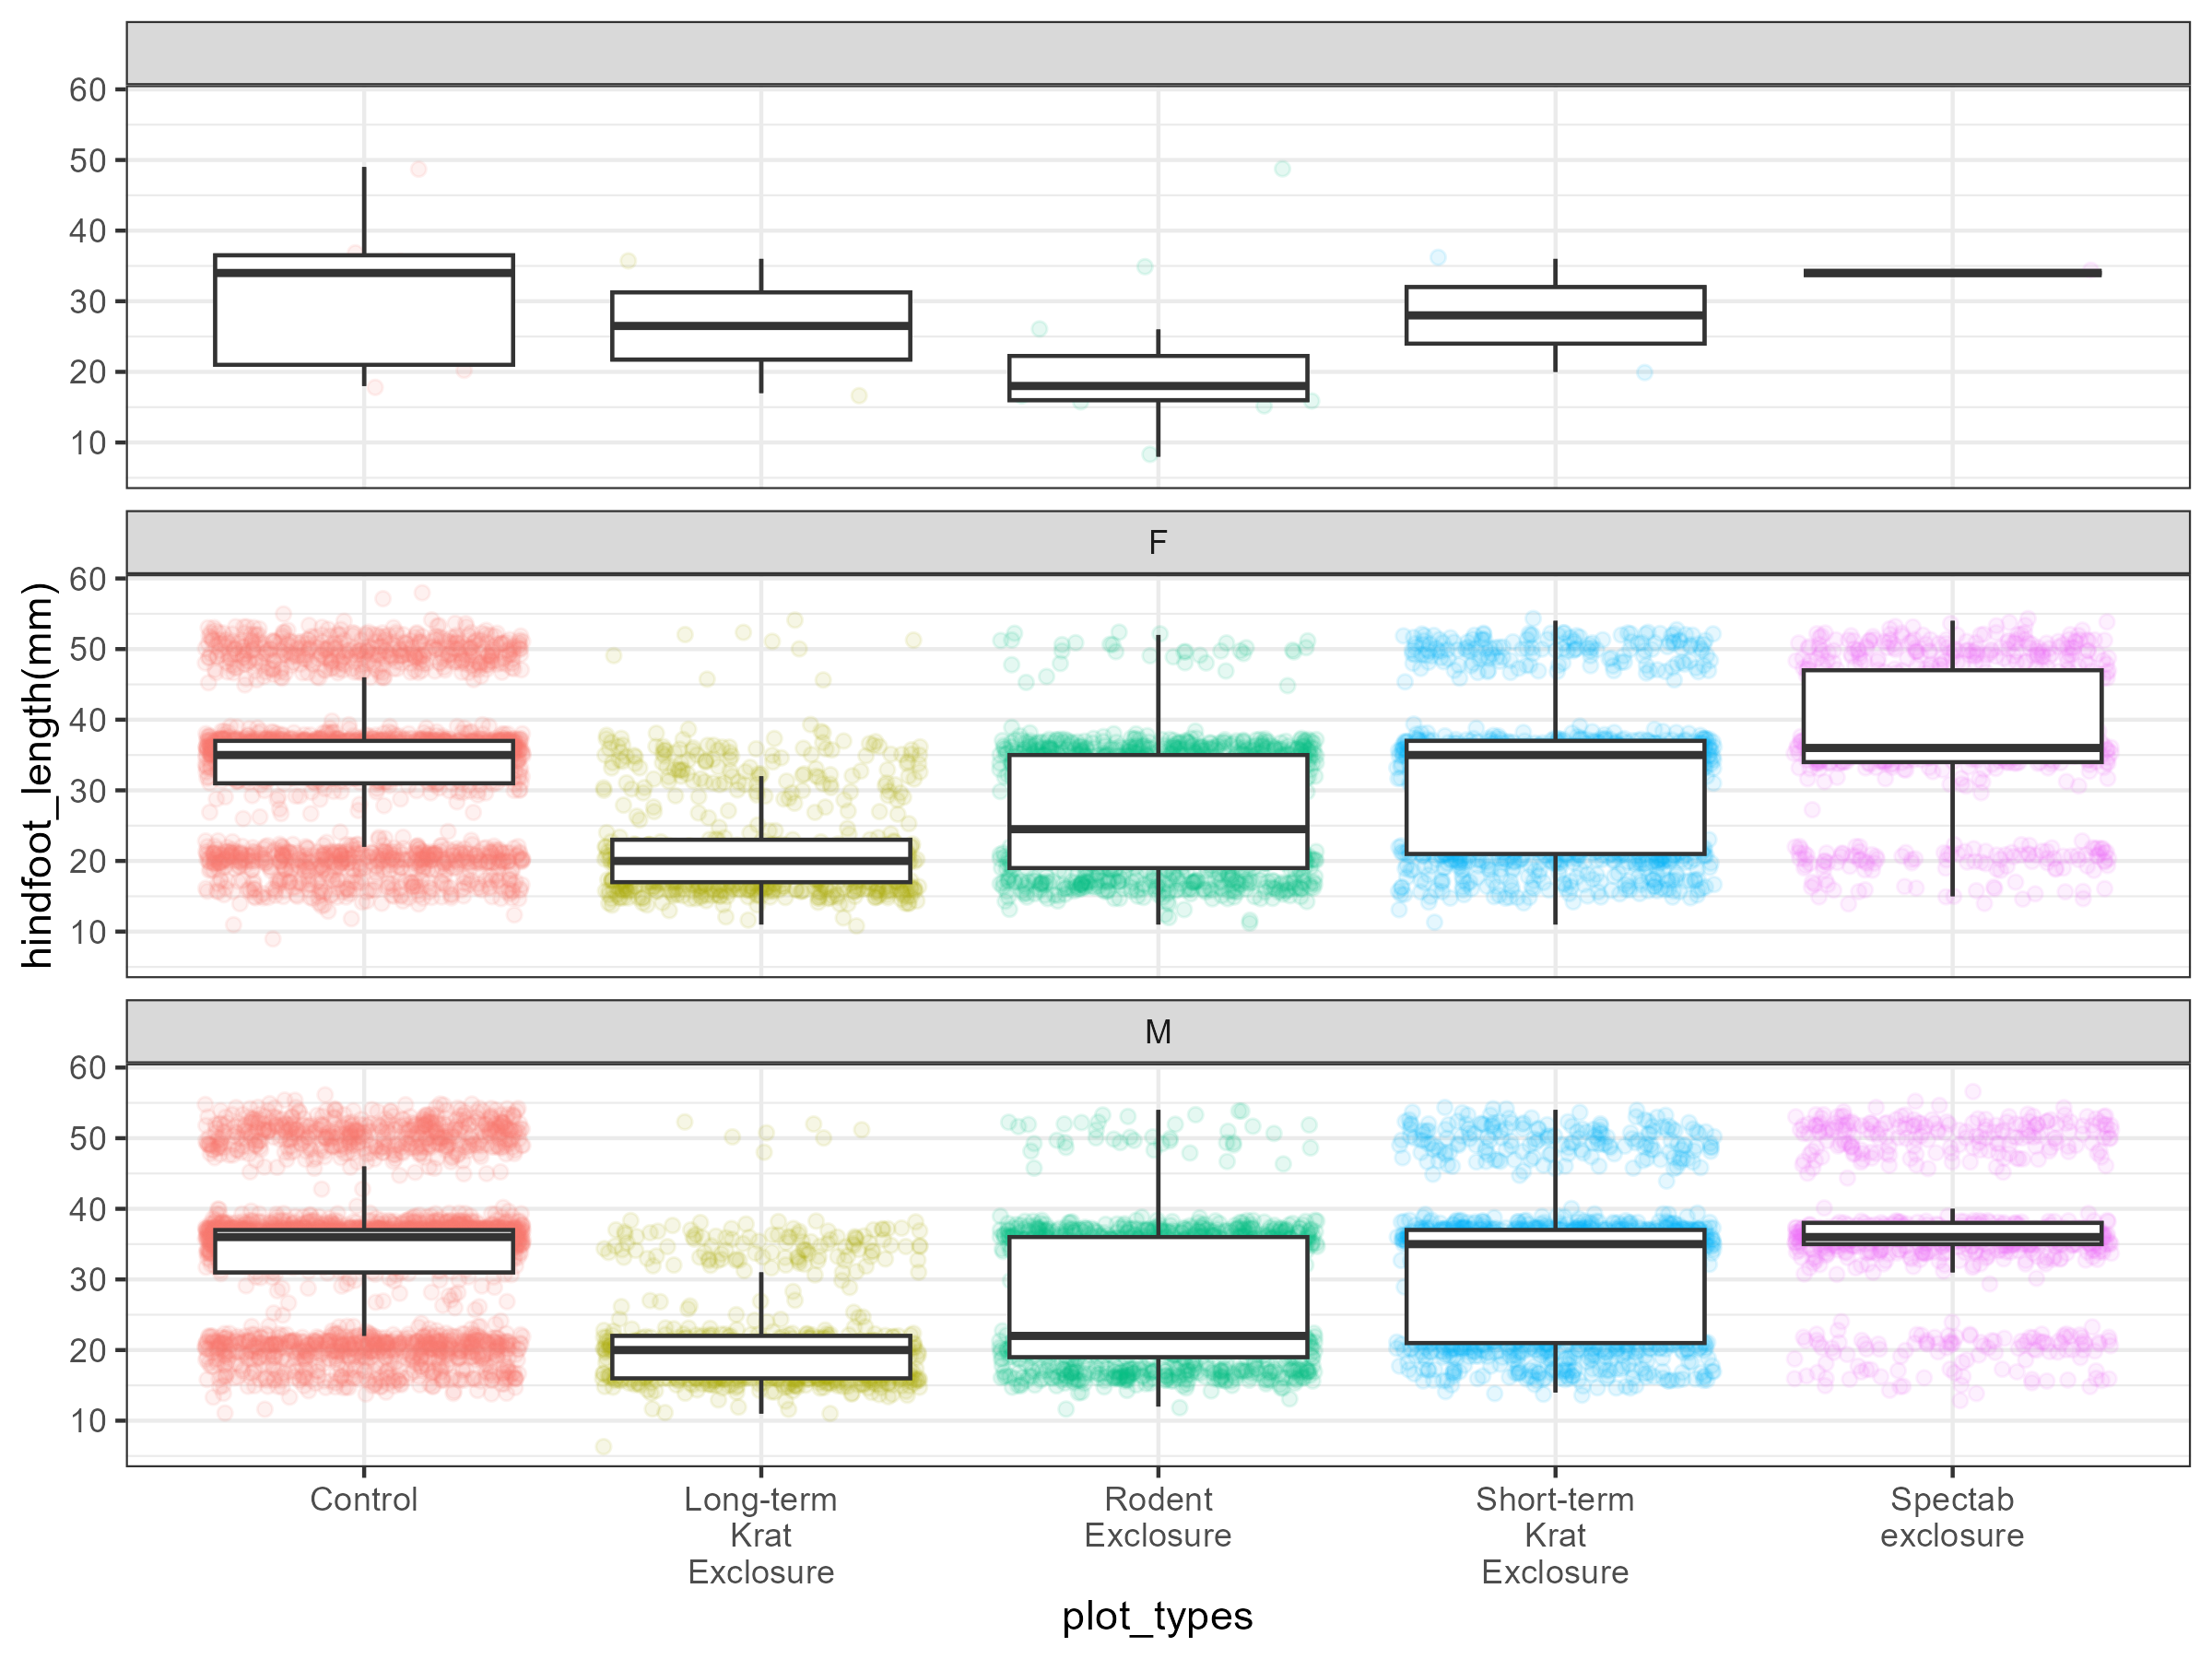 60
50
40
30
20
10
F
60
50
40
30
20
10
hindfoot_length(mm)
M
60
50
40
30
20
10
Control
Long-term
Krat
Exclosure
Rodent
Exclosure
Short-term
Krat
Exclosure
Spectab
exclosure
plot_types